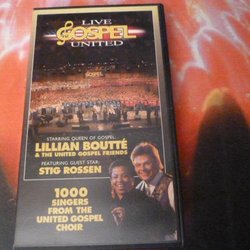 LIVE
GOSPEL
UNITED
GOSPEL
STARRING QUEEN OF GOSPEL:
LILLIAN BOUTTÉ
& THE UNITED GOSPEL FRIENDS
FEATURING GUEST STAR:
STIG ROSSEN
1000
SINGERS
FROM THE
UNITED GOSPEL
CHOIR